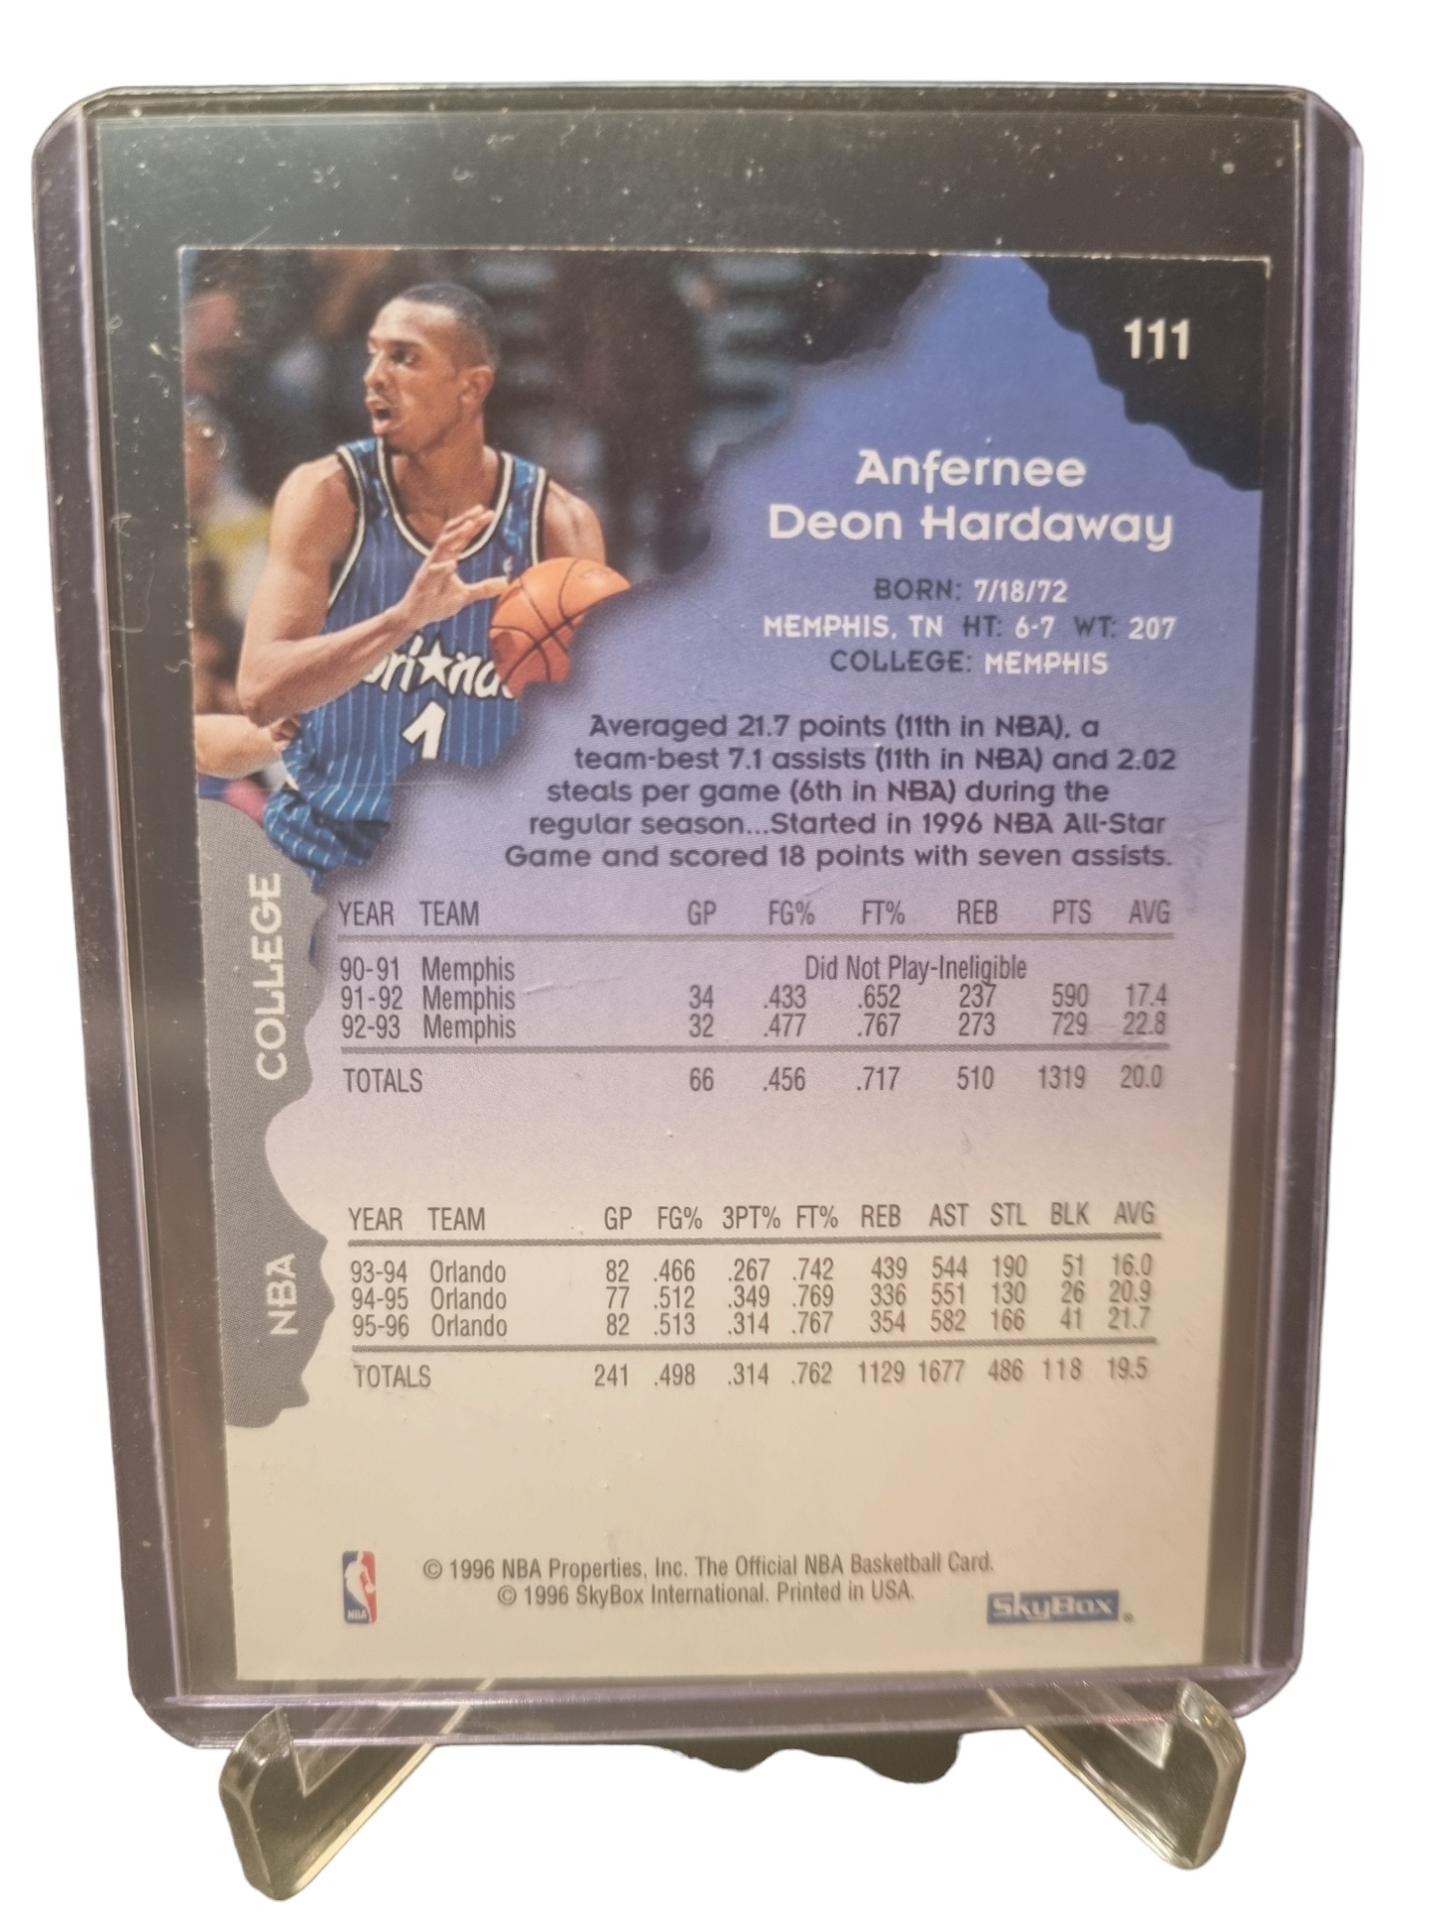 111
Anfernee
Deon Hardaway
BORN: 7/18/72
MEMPHIS, TN HT: 6-7 WT: 207
COLLEGE: MEMPHIS
Orlando
1
Averaged 21.7 points (11th in NBA), a
team-best 7.1 assists (11th in NBA) and 2.02
steals per game (6th in NBA) during the
regular season...Started in 1996 NBA All-Star
Game and scored 18 points with seven assists.
COLLEGE
YEAR TEAM GP FG% FT% REB PTS AVG
90-91 Memphis Did Not Play-Ineligible
91-92 Memphis 34 .433 .652 237 590 17.4
92-93 Memphis 32 .477 .767 273 729 22.8
TOTALS 66 .456 .717 510 1319 20.0
NBA
YEAR TEAM GP FG% 3PT% FT% REB AST STL BLK AVG
93-94 Orlando 82 .466 .267 .742 439 544 190 51 16.0
94-95 Orlando 77 .512 .349 .769 336 551 130 26 20.9
95-96 Orlando 82 .513 .314 .767 354 582 166 41 21.7
TOTALS 241 .498 .314 .762 1129 1677 486 118 19.5
NBA
© 1996 NBA Properties, Inc. The Official NBA Basketball Card.
© 1996 SkyBox International. Printed in USA.
SkyBox®